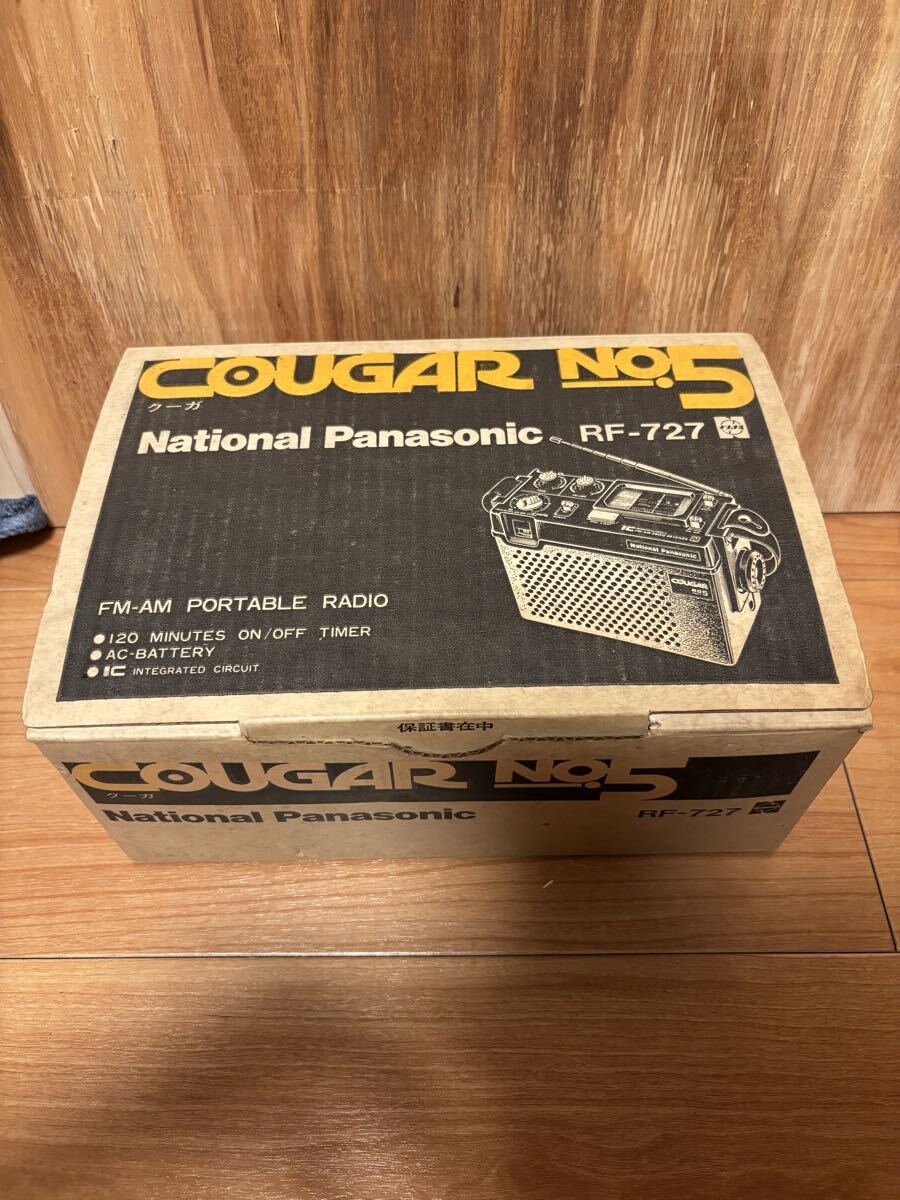 COUGAR NO.5
クーガ
National Panasonic RF-727
National Panasonic
COUGAR
NO.5
FM-AM PORTABLE RADIO
●120 MINUTES ON/OFF TIMER
●AC-BATTERY
●IC INTEGRATED CIRCUIT
保証書在中
COUGAR NO.5
クーガ
National Panasonic RF-727